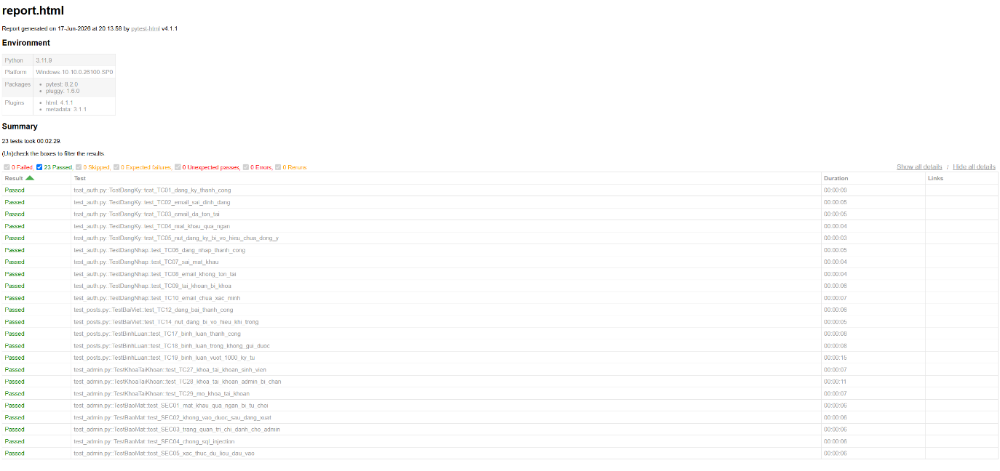 report.html
Report generated on 17-Jun-2026 at 20:13:58 by pytest-html v4.1.1
Environment
Python 3.11.9
Platform Windows-10-10.0.26100-SP0
Packages
pytest: 8.2.0
pluggy: 1.6.0
Plugins
html: 4.1.1
metadata: 3.1.1
Summary
23 tests took 00:02:29.
(Un)check the boxes to filter the results.
0 Failed, 23 Passed, 0 Skipped, 0 Expected failures, 0 Unexpected passes, 0 Errors, 0 Reruns Show all details / Hide all details
Result Test Duration Links
Passed test_auth.py::TestDangKy::test_TC01_dang_ky_thanh_cong 00:00:09
Passed test_auth.py::TestDangKy::test_TC02_email_sai_dinh_dang 00:00:05
Passed test_auth.py::TestDangKy::test_TC03_email_da_ton_tai 00:00:05
Passed test_auth.py::TestDangKy::test_TC04_mat_khau_qua_ngan 00:00:04
Passed test_auth.py::TestDangKy::test_TC05_nut_dang_ky_bi_vo_hieu_chua_dong_y 00:00:03
Passed test_auth.py::TestDangNhap::test_TC06_dang_nhap_thanh_cong 00:00:05
Passed test_auth.py::TestDangNhap::test_TC07_sai_mat_khau 00:00:04
Passed test_auth.py::TestDangNhap::test_TC08_email_khong_ton_tai 00:00:04
Passed test_auth.py::TestDangNhap::test_TC09_tai_khoan_bi_khoa 00:00:06
Passed test_auth.py::TestDangNhap::test_TC10_email_chua_xac_minh 00:00:07
Passed test_posts.py::TestBaiViet::test_TC12_dang_bai_thanh_cong 00:00:06
Passed test_posts.py::TestBaiViet::test_TC14_nut_dang_bi_vo_hieu_khi_trong 00:00:05
Passed test_posts.py::TestBinhLuan::test_TC17_binh_luan_thanh_cong 00:00:08
Passed test_posts.py::TestBinhLuan::test_TC18_binh_luan_trong_khong_gui_duoc 00:00:08
Passed test_posts.py::TestBinhLuan::test_TC19_binh_luan_vuot_1000_ky_tu 00:00:15
Passed test_admin.py::TestKhoaTaiKhoan::test_TC27_khoa_tai_khoan_sinh_vien 00:00:07
Passed test_admin.py::TestKhoaTaiKhoan::test_TC28_khoa_tai_khoan_admin_bi_chan 00:00:11
Passed test_admin.py::TestKhoaTaiKhoan::test_TC29_mo_khoa_tai_khoan 00:00:07
Passed test_admin.py::TestBaoMat::test_SEC01_mat_khau_qua_ngan_bi_tu_choi 00:00:06
Passed test_admin.py::TestBaoMat::test_SEC02_khong_vao_duoc_sau_dang_xuat 00:00:06
Passed test_admin.py::TestBaoMat::test_SEC03_trang_quan_tri_chi_danh_cho_admin 00:00:06
Passed test_admin.py::TestBaoMat::test_SEC04_chong_sql_injection 00:00:06
Passed test_admin.py::TestBaoMat::test_SEC05_xac_thuc_du_lieu_dau_vao 00:00:06